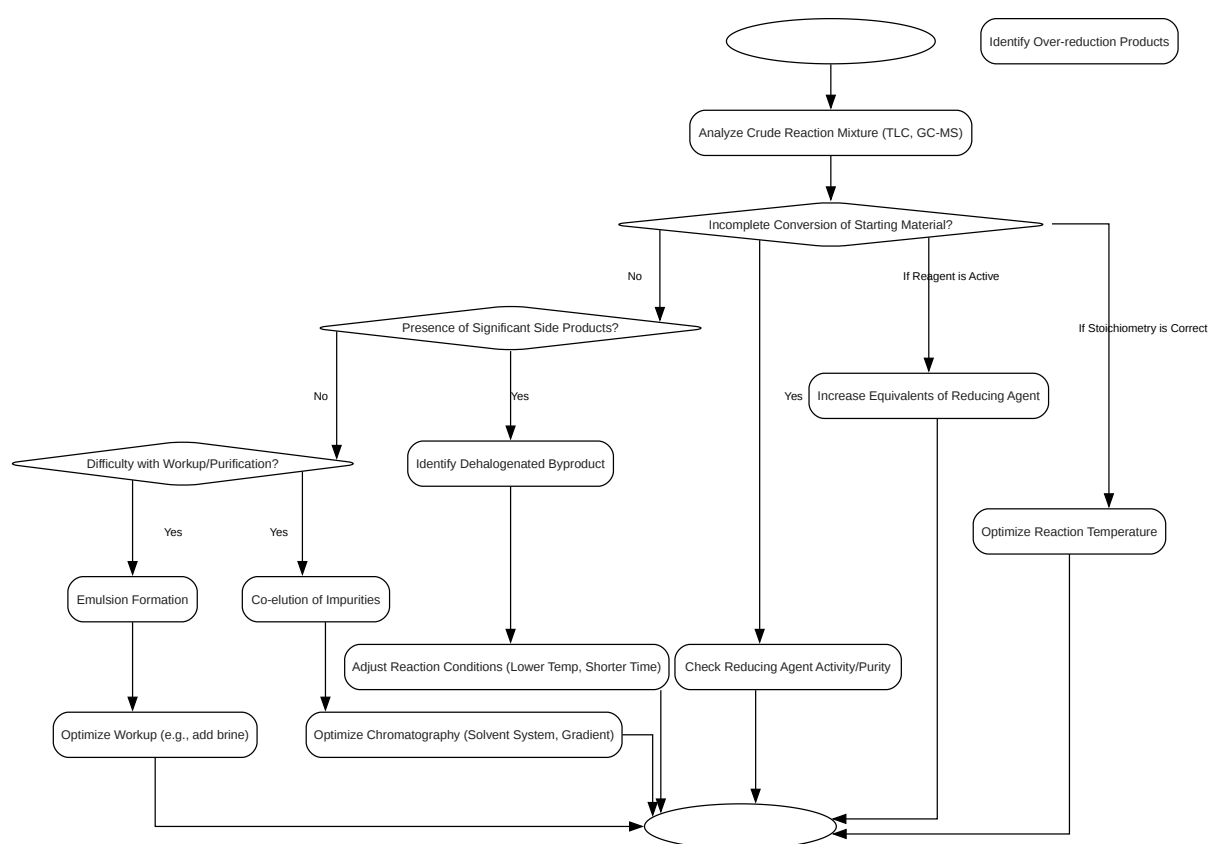 Identify Over-reduction Products
Analyze Crude Reaction Mixture (TLC, GC-MS)
Incomplete Conversion of Starting Material?
No
If Reagent is Active
Presence of Significant Side Products?
If Stoichiometry is Correct
No
Yes
Yes
Increase Equivalents of Reducing Agent
Difficulty with Workup/Purification?
Identify Dehalogenated Byproduct
Yes
Yes
Optimize Reaction Temperature
Emulsion Formation
Co-elution of Impurities
Adjust Reaction Conditions (Lower Temp, Shorter Time)
Check Reducing Agent Activity/Purity
Optimize Workup (e.g., add brine)
Optimize Chromatography (Solvent System, Gradient)